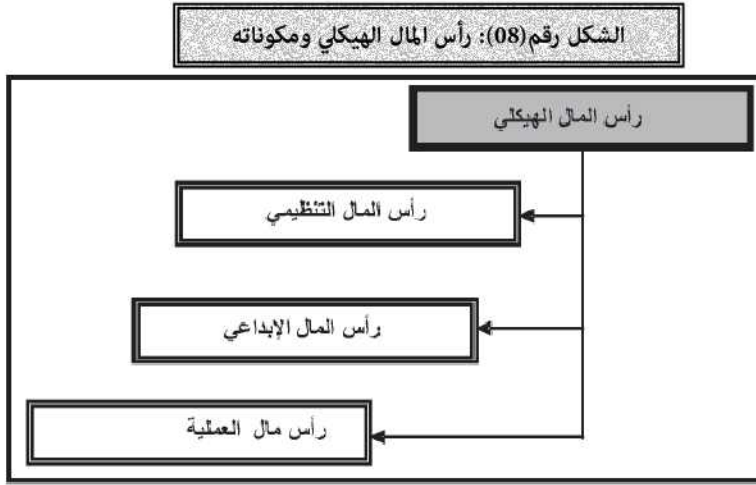 الشكل رقم(08): رأس المال الهيكلي ومكوناته
رأس المال الهيكلي
رأس المال التنظيمي
رأس المال الإبداعي
رأس مال العملية